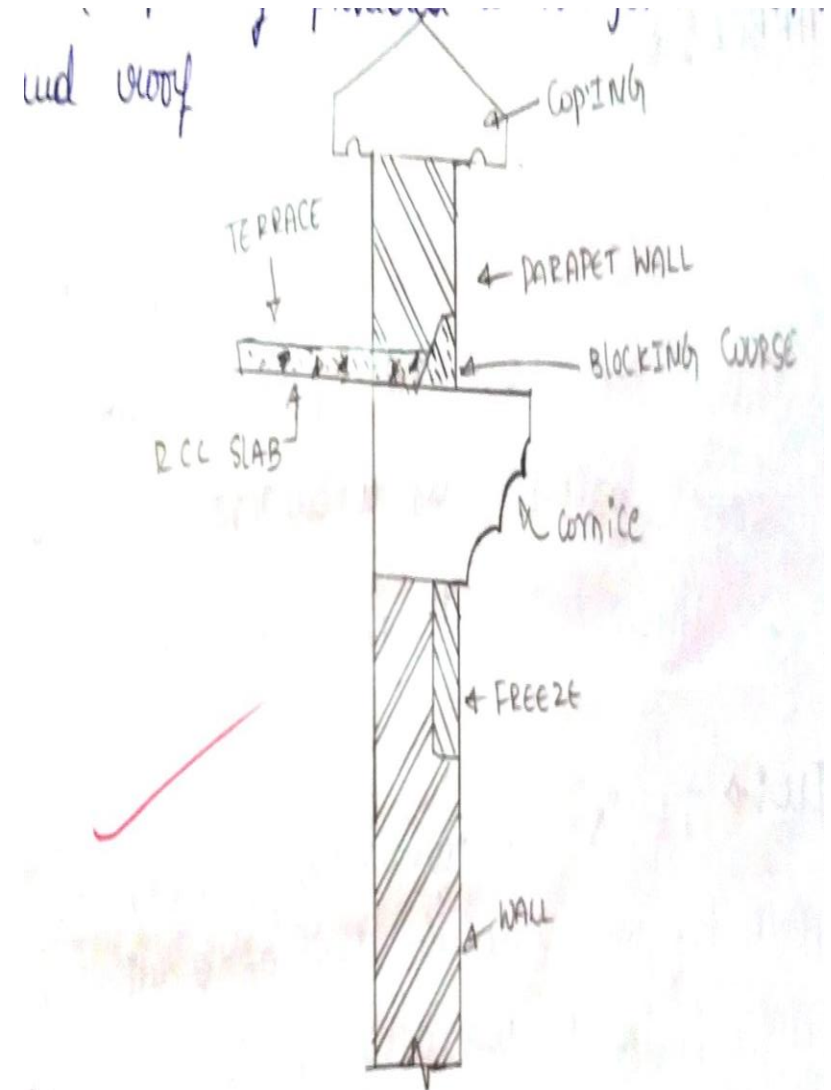 and roof
COPING
TERRACE
PARAPET WALL
BLOCKING COURSE
RCC SLAB
cornice
FREEZE
WALL